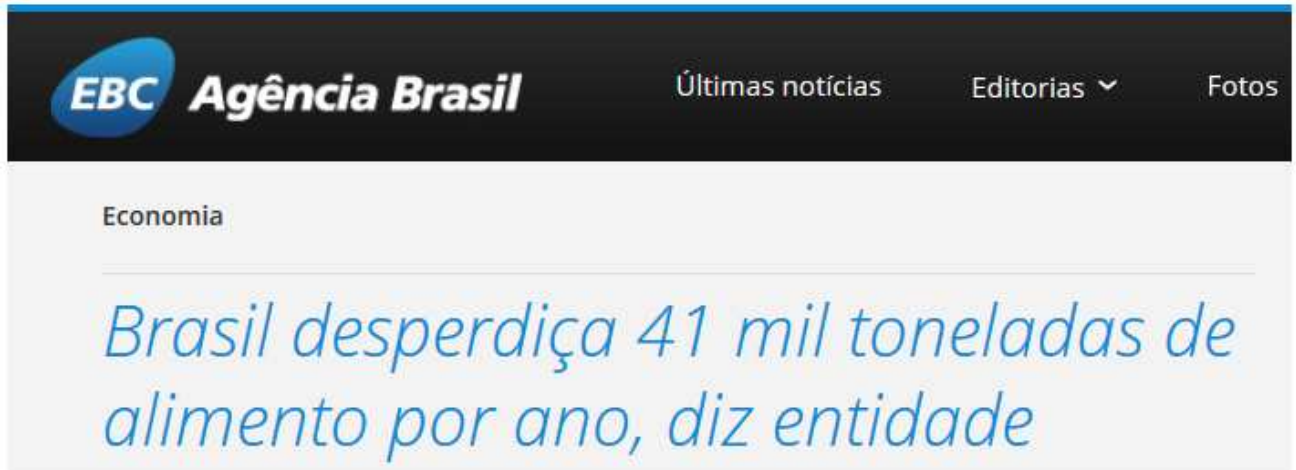 EBC Agência Brasil Últimas notícias Editorias Fotos
Economia
Brasil desperdiça 41 mil toneladas de
alimento por ano, diz entidade